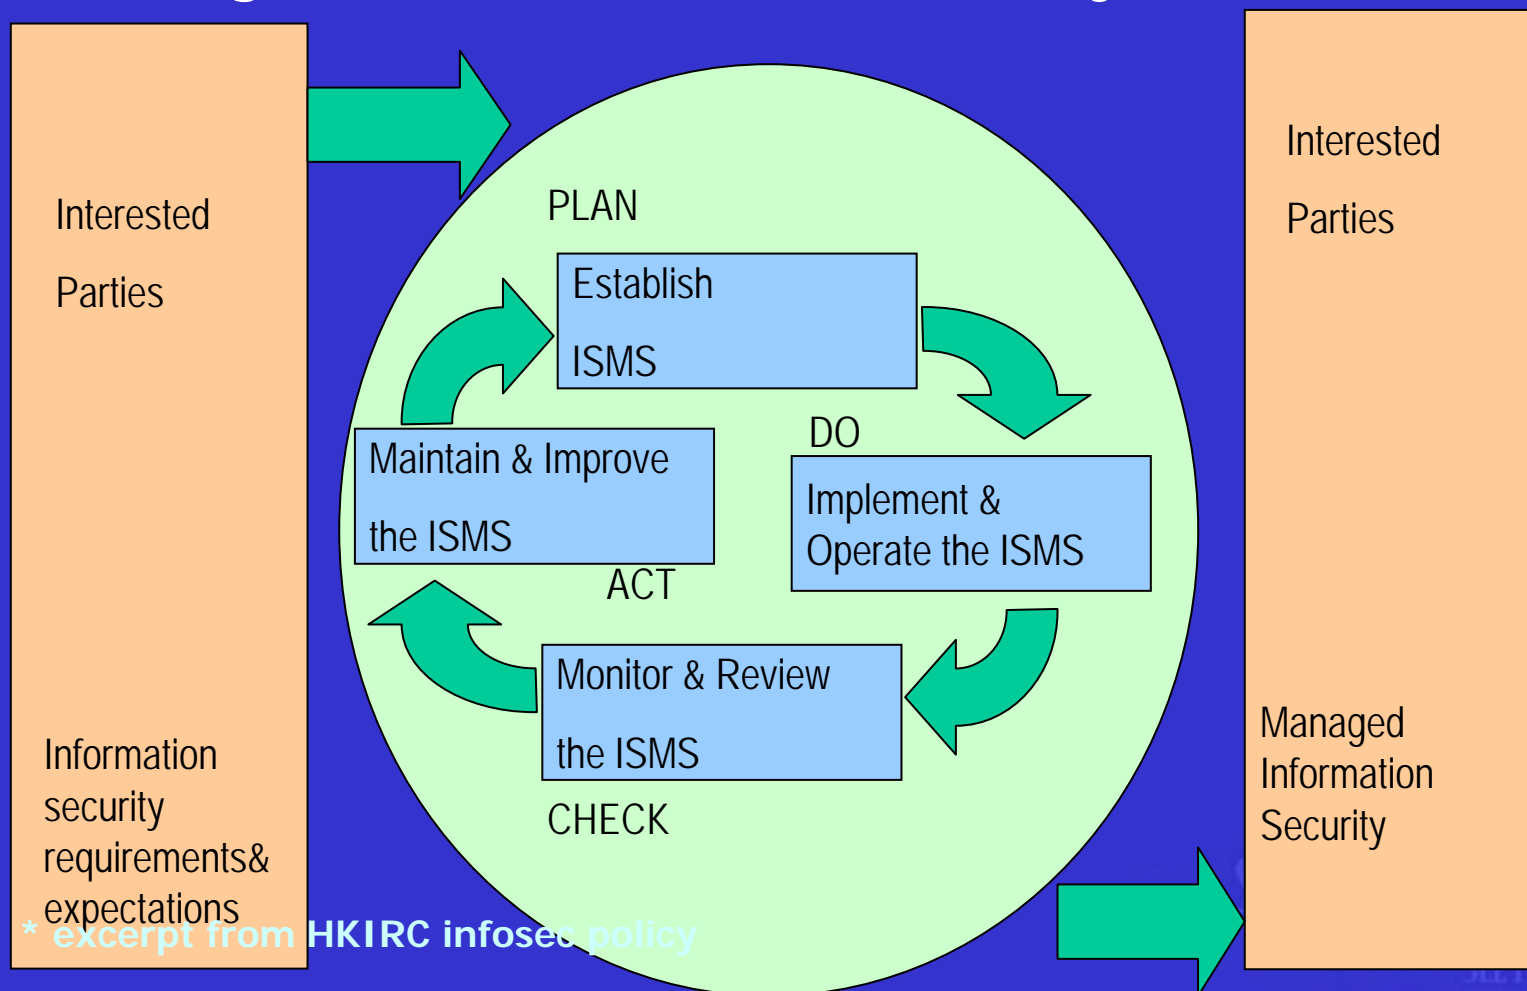 Interested
Parties
Information
security
requirements&
expectations
PLAN
Establish
ISMS
DO
Implement &
Operate the ISMS
Maintain & Improve
the ISMS
ACT
Monitor & Review
the ISMS
CHECK
Interested
Parties
Managed
Information
Security
* excerpt from HKIRC infosec policy